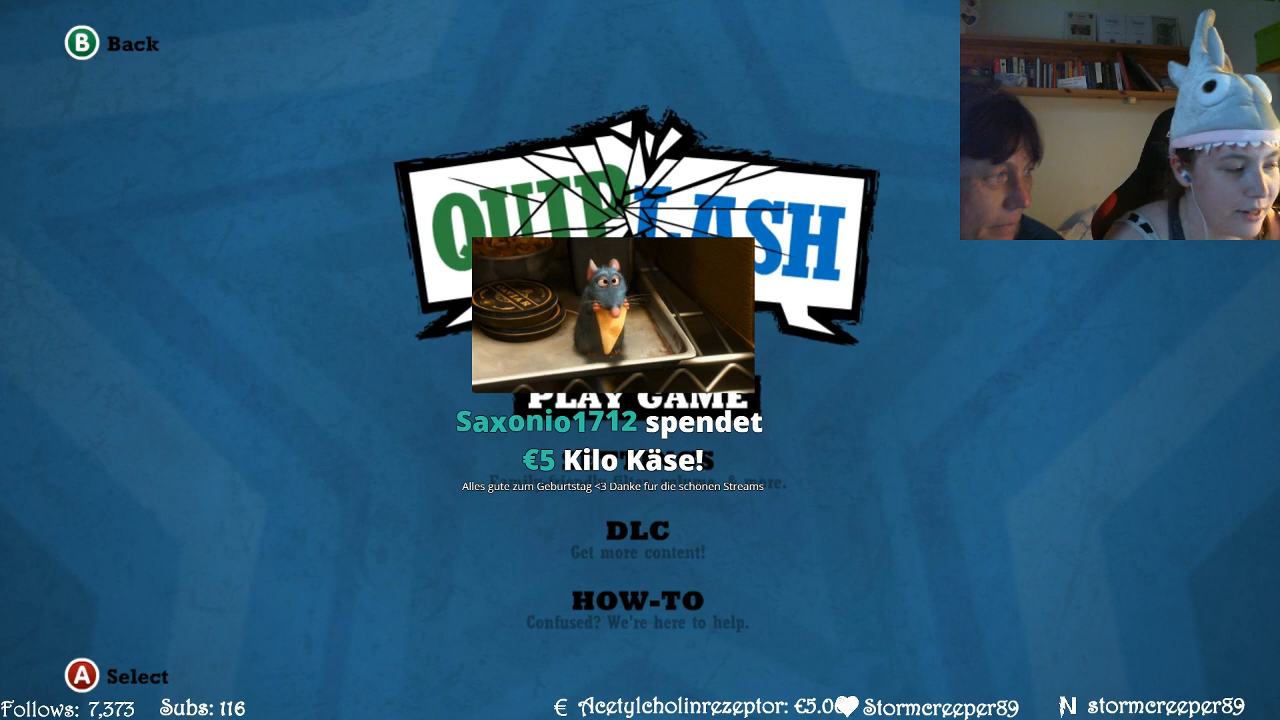 B Back
QUIPLASH
PLAY GAME
Saxonio1712 spendet
€5 Kilo Käse!
Alles gute zum Geburtstag <3 Danke für die schönen Streams
DLC
Get more content!
HOW-TO
Confused? We're here to help.
A Select
Follows: 7,373 Subs: 116 € Acetylcholinrezeptor: €5.0 Stormcreeper89 N stormcreeper89